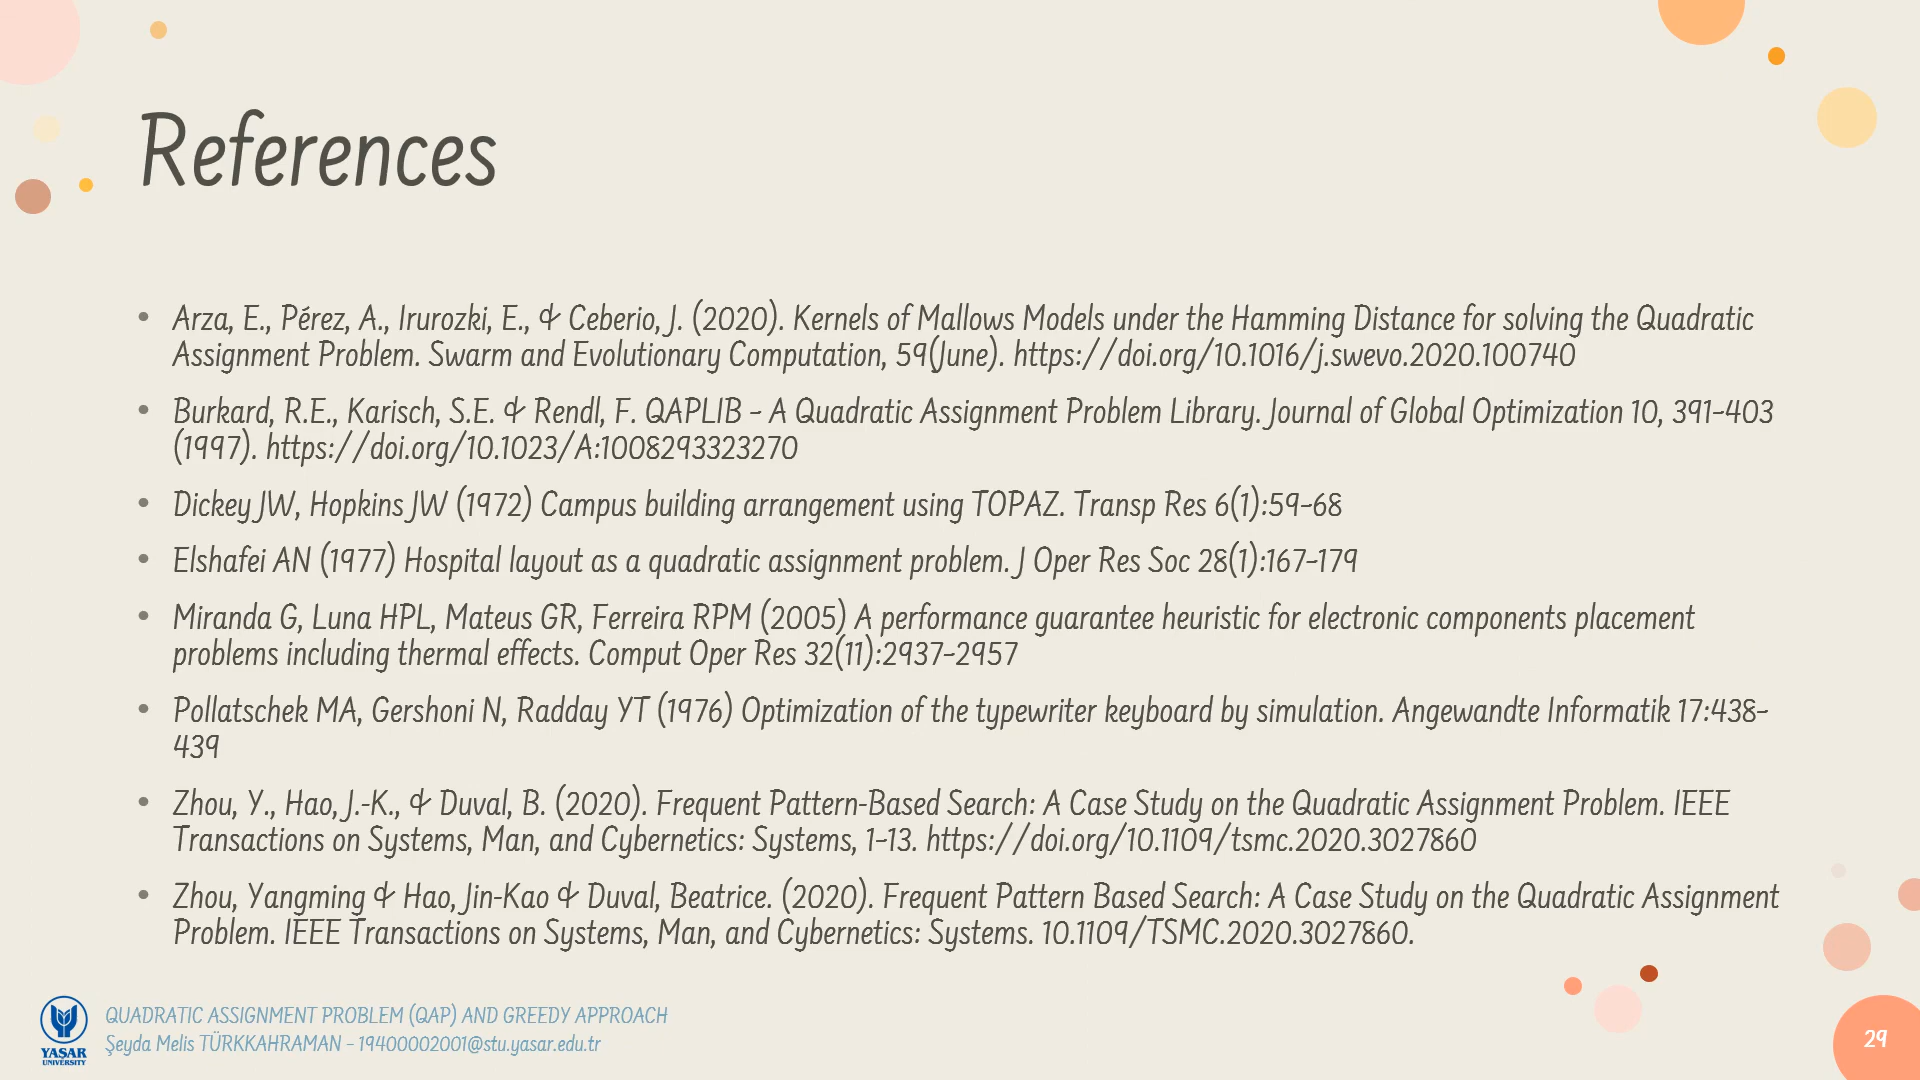 References
• Arza, E., Pérez, A., Irurozki, E., & Ceberio, J. (2020). Kernels of Mallows Models under the Hamming Distance for solving the Quadratic
Assignment Problem. Swarm and Evolutionary Computation, 59(June). https://doi.org/10.1016/j.swevo.2020.100740
• Burkard, R.E., Karisch, S.E. & Rendl, F. QAPLIB – A Quadratic Assignment Problem Library. Journal of Global Optimization 10, 391–403
(1997). https://doi.org/10.1023/A:1008293323270
• Dickey JW, Hopkins JW (1972) Campus building arrangement using TOPAZ. Transp Res 6(1):59–68
• Elshafei AN (1977) Hospital layout as a quadratic assignment problem. J Oper Res Soc 28(1):167–179
• Miranda G, Luna HPL, Mateus GR, Ferreira RPM (2005) A performance guarantee heuristic for electronic components placement
problems including thermal effects. Comput Oper Res 32(11):2937–2957
• Pollatschek MA, Gershoni N, Radday YT (1976) Optimization of the typewriter keyboard by simulation. Angewandte Informatik 17:438–
439
• Zhou, Y., Hao, J.-K., & Duval, B. (2020). Frequent Pattern-Based Search: A Case Study on the Quadratic Assignment Problem. IEEE
Transactions on Systems, Man, and Cybernetics: Systems, 1–13. https://doi.org/10.1109/tsmc.2020.3027860
• Zhou, Yangming & Hao, Jin-Kao & Duval, Beatrice. (2020). Frequent Pattern Based Search: A Case Study on the Quadratic Assignment
Problem. IEEE Transactions on Systems, Man, and Cybernetics: Systems. 10.1109/TSMC.2020.3027860.
QUADRATIC ASSIGNMENT PROBLEM (QAP) AND GREEDY APPROACH
Şeyda Melis TÜRKKAHRAMAN – 19400002001@stu.yasar.edu.tr
YAŞAR
UNIVERSITY
29